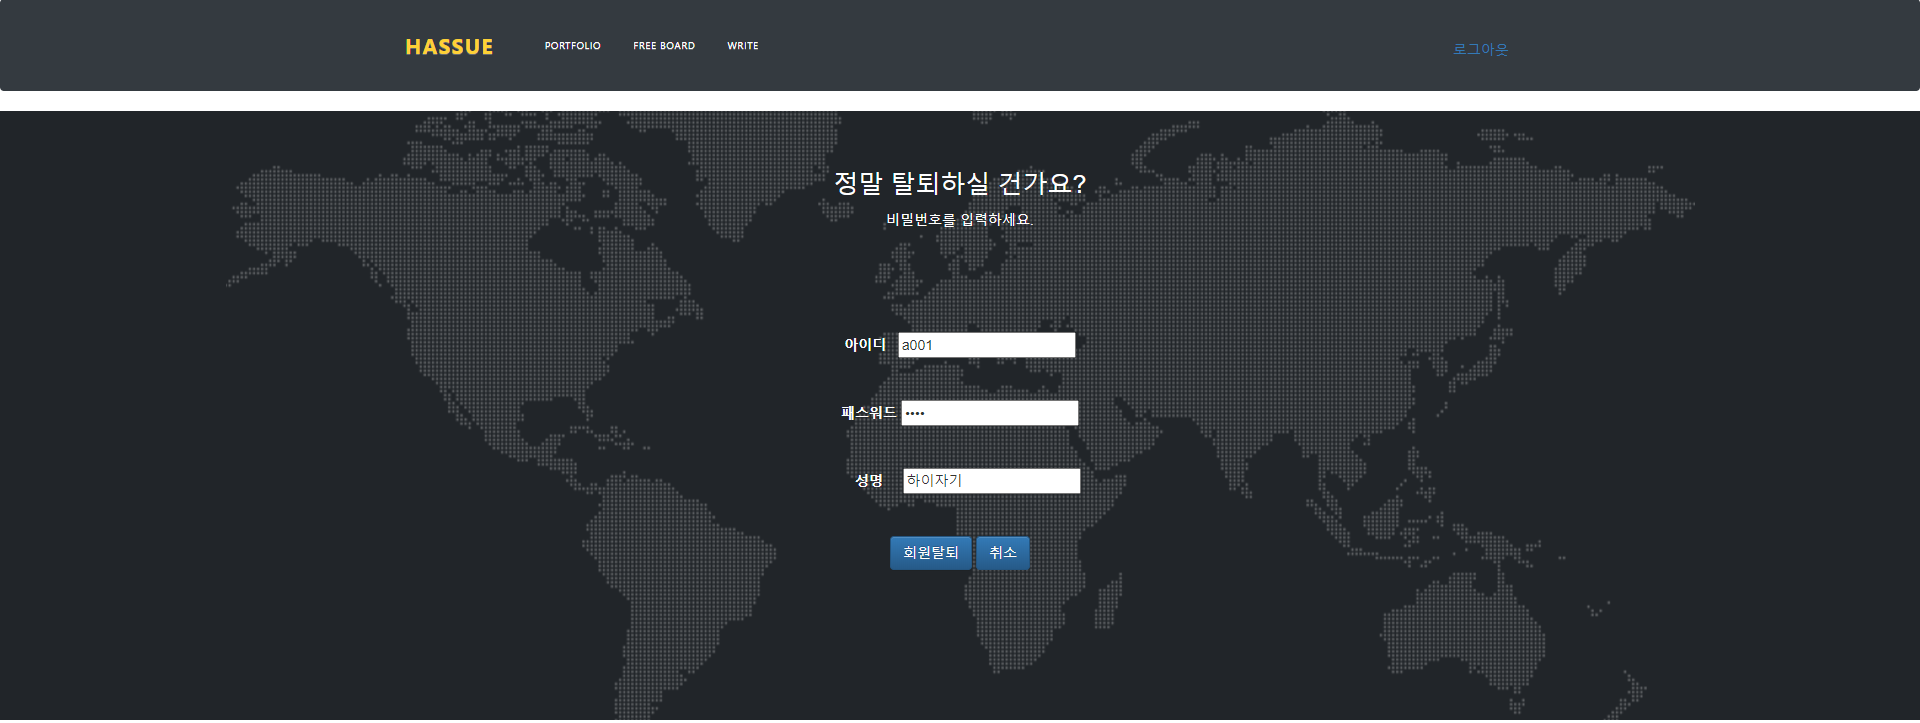 HASSUE PORTFOLIO FREE BOARD WRITE 로그아웃
정말 탈퇴하실 건가요?
비밀번호를 입력하세요.
아이디 a001
패스워드 ••••
성명 하이자기
회원탈퇴 취소